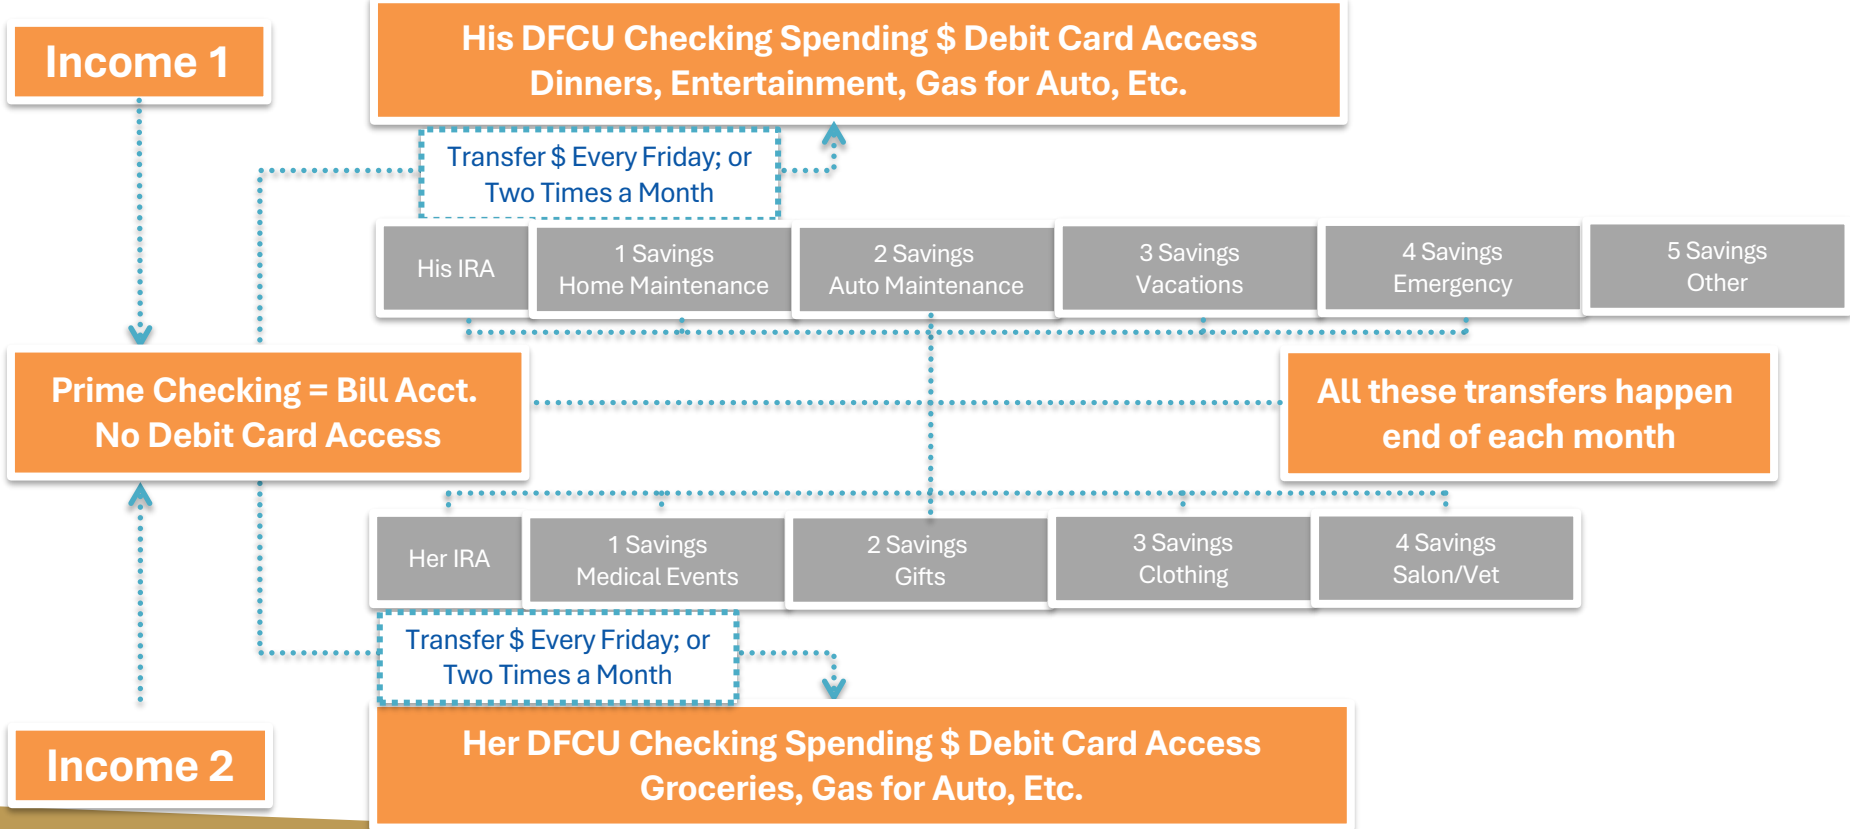 Income 1
His DFCU Checking Spending $ Debit Card Access
Dinners, Entertainment, Gas for Auto, Etc.
Transfer $ Every Friday; or
Two Times a Month
His IRA
1 Savings
Home Maintenance
2 Savings
Auto Maintenance
3 Savings
Vacations
4 Savings
Emergency
5 Savings
Other
Prime Checking = Bill Acct.
No Debit Card Access
All these transfers happen
end of each month
Her IRA
1 Savings
Medical Events
2 Savings
Gifts
3 Savings
Clothing
4 Savings
Salon/Vet
Transfer $ Every Friday; or
Two Times a Month
Income 2
Her DFCU Checking Spending $ Debit Card Access
Groceries, Gas for Auto, Etc.